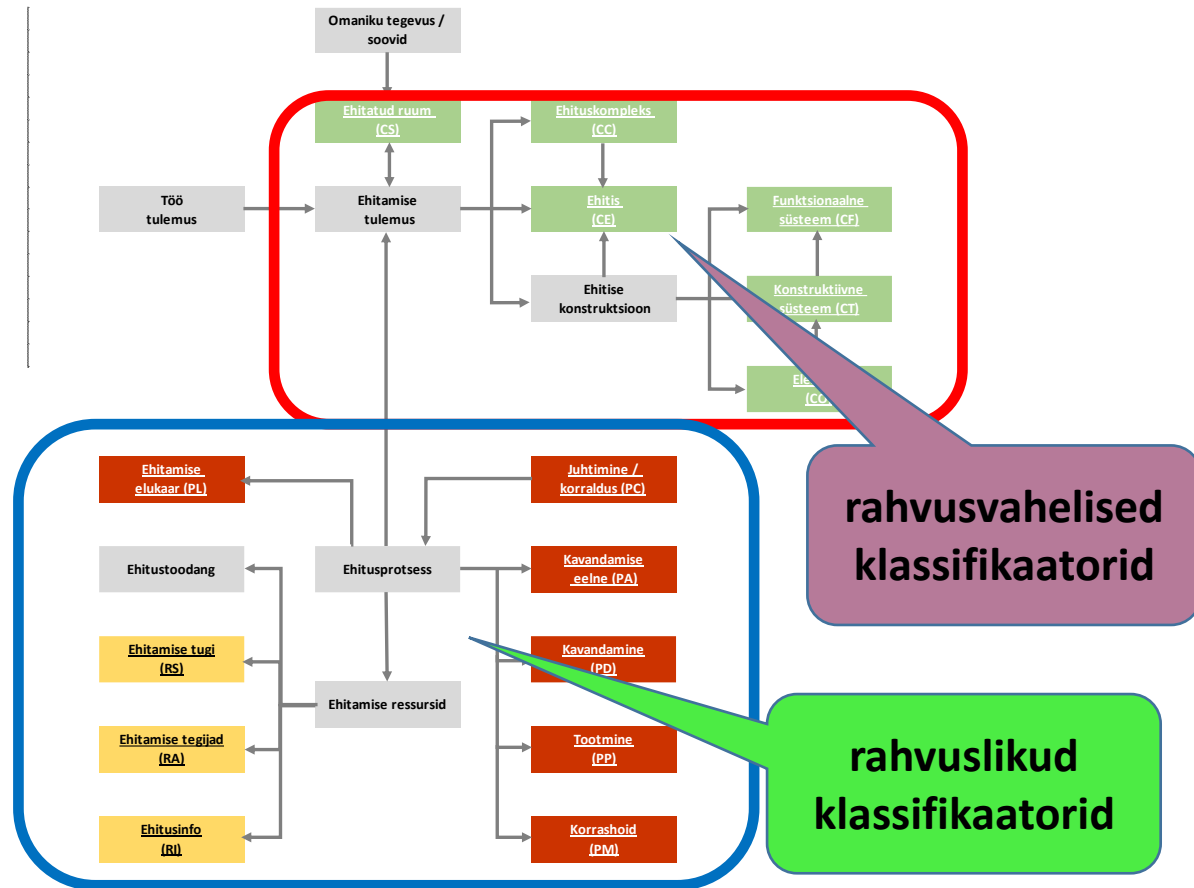 Omaniku tegevus /
soovid
Ehitatud ruum
(CS)
Ehituskompleks
(CC)
Töö
tulemus
Ehitamise
tulemus
Ehitis
(CE)
Funktsionaalne
süsteem (CF)
Ehitise
konstruktsioon
Konstruktiivne
süsteem (CT)
rahvusvahelised
klassifikaatorid
Ehitamise
elukaar (PL)
Juhtimine /
korraldus (PC)
Ehitustoodang
Ehitusprotsess
Kavandamise
eelne (PA)
Ehitamise tugi
(RS)
Kavandamine
(PD)
Ehitamise ressursid
Ehitamise tegijad
(RA)
Tootmine
(PP)
rahvuslikud
klassifikaatorid
Ehitusinfo
(RI)
Korrashoid
(PM)